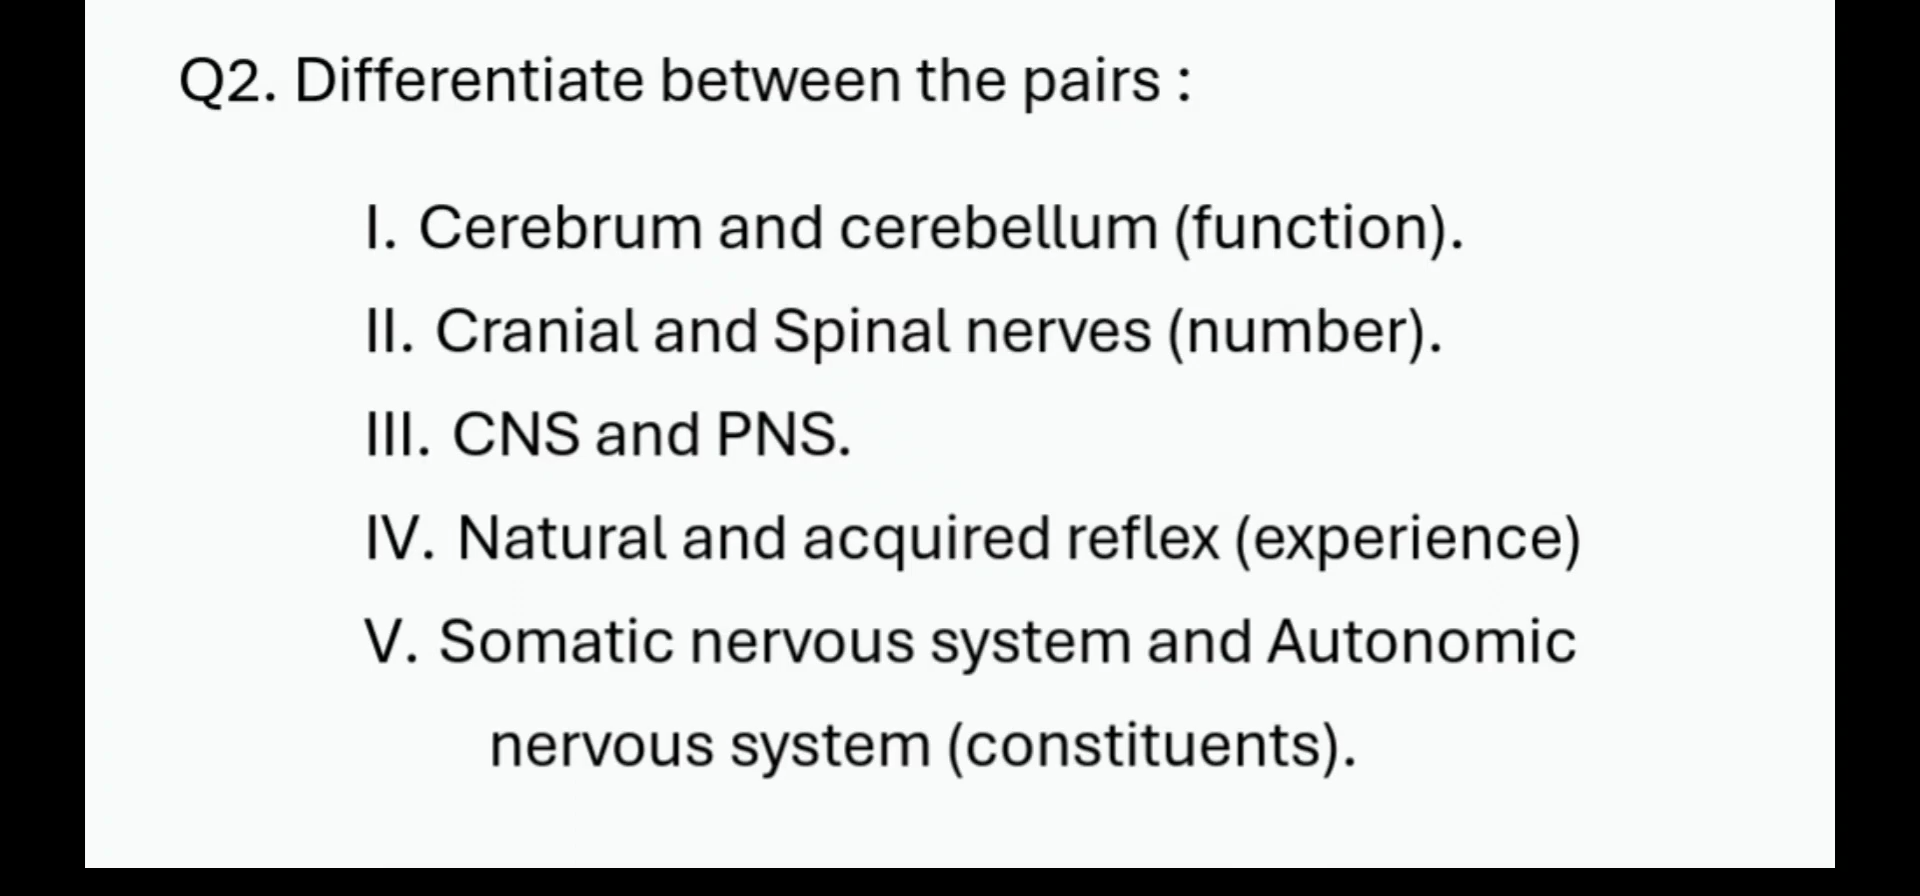 Q2. Differentiate between the pairs :
I. Cerebrum and cerebellum (function).
II. Cranial and Spinal nerves (number).
III. CNS and PNS.
IV. Natural and acquired reflex (experience)
V. Somatic nervous system and Autonomic
nervous system (constituents).